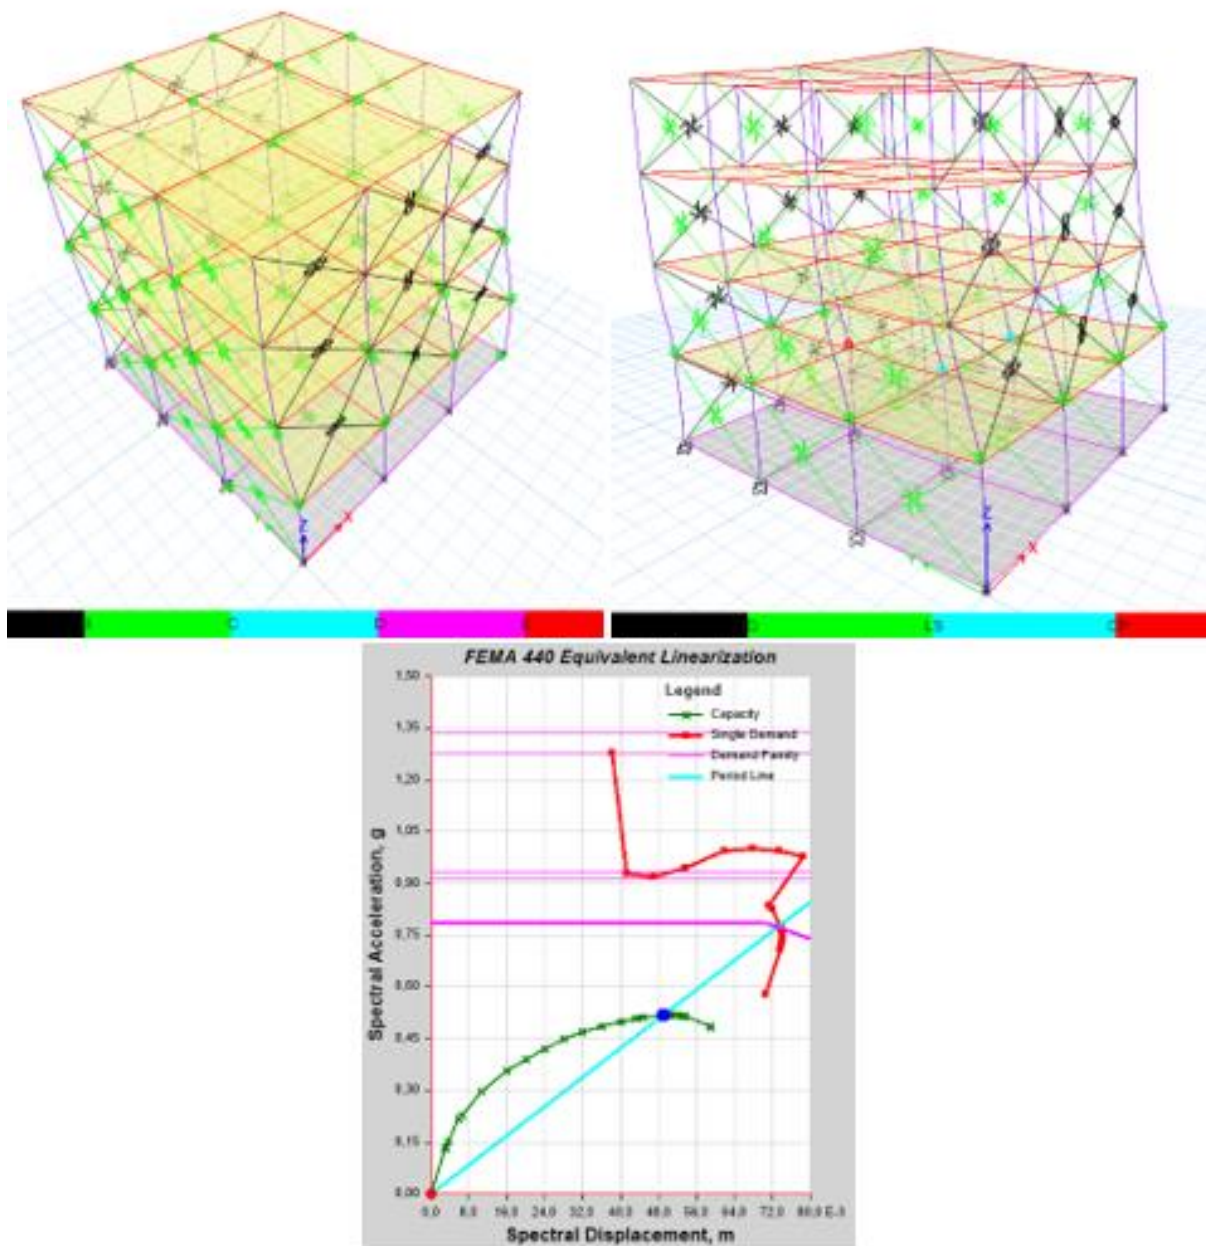 Z
X
Y
Z
X
Y
C
D
LS
FEMA 440 Equivalent Linearization
Legend
Capacity
Single Demand
Demand Family
Period Line
Spectral Acceleration, g
1,50
1,35
1,20
1,05
0,90
0,75
0,60
0,45
0,30
0,15
0,00
0,0 8,0 16,0 24,0 32,0 40,0 48,0 56,0 64,0 72,0 80,0 E-3
Spectral Displacement, m